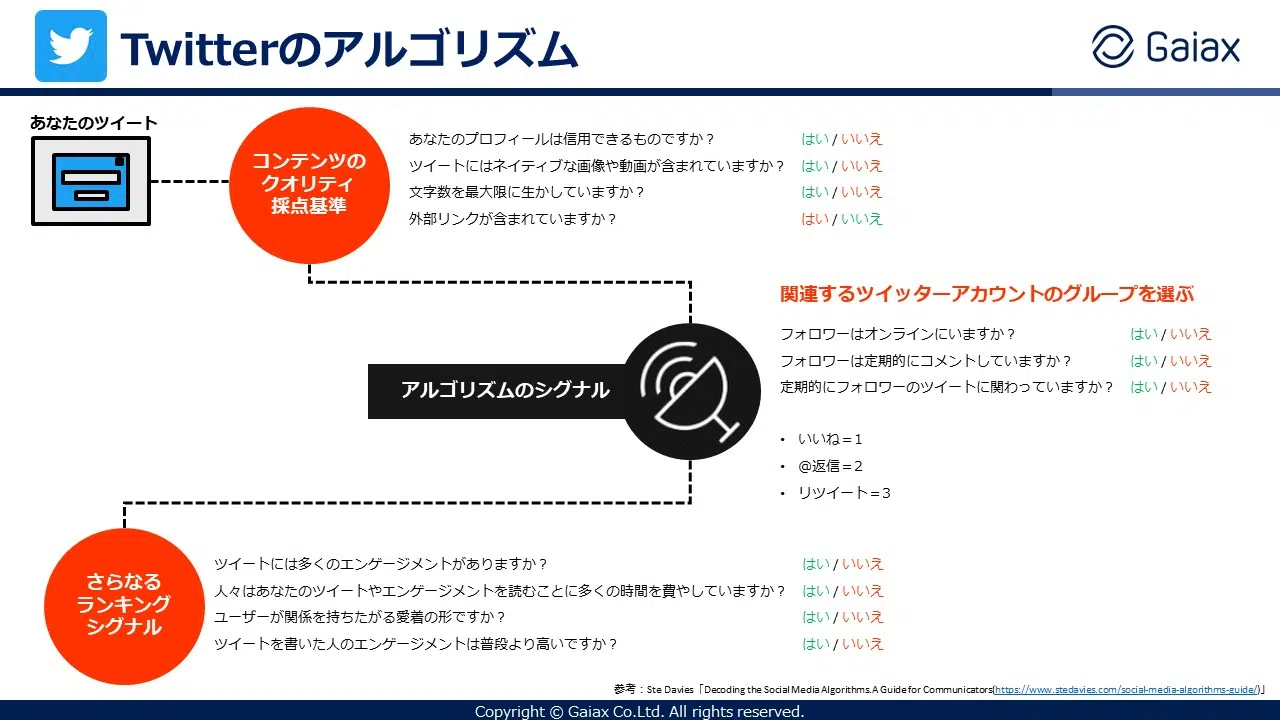 Twitterのアルゴリズム
Gaiax
あなたのツイート
コンテンツの
クオリティ
採点基準
あなたのプロフィールは信用できるものですか？ はい / いいえ
ツイートにはネイティブな画像や動画が含まれていますか？ はい / いいえ
文字数を最大限に生かしていますか？ はい / いいえ
外部リンクが含まれていますか？ はい / いいえ
関連するツイッターアカウントのグループを選ぶ
フォロワーはオンラインにいますか？ はい / いいえ
フォロワーは定期的にコメントしていますか？ はい / いいえ
定期的にフォロワーのツイートに関わっていますか？ はい / いいえ
アルゴリズムのシグナル
• いいね＝1
• @返信＝2
• リツイート＝3
さらなる
ランキング
シグナル
ツイートには多くのエンゲージメントがありますか？ はい / いいえ
人々はあなたのツイートやエンゲージメントを読むことに多くの時間を費やしていますか？ はい / いいえ
ユーザーが関係を持ちたがる愛着の形ですか？ はい / いいえ
ツイートを書いた人のエンゲージメントは普段より高いですか？ はい / いいえ
参考：Ste Davies「Decoding the Social Media Algorithms.A Guide for Communicators(https://www.stedavies.com/social-media-algorithms-guide/)」
Copyright © Gaiax Co.Ltd. All rights reserved.